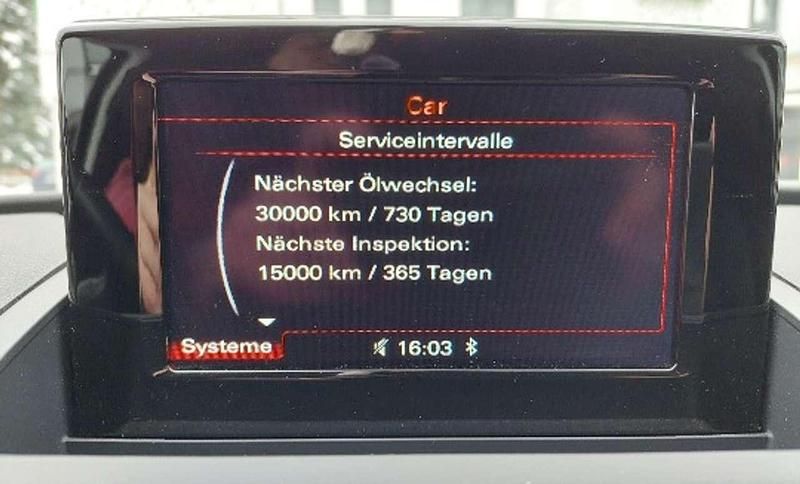 Car
Serviceintervalle
Nächster Ölwechsel:
30000 km / 730 Tagen
Nächste Inspektion:
15000 km / 365 Tagen
Systeme 16:03